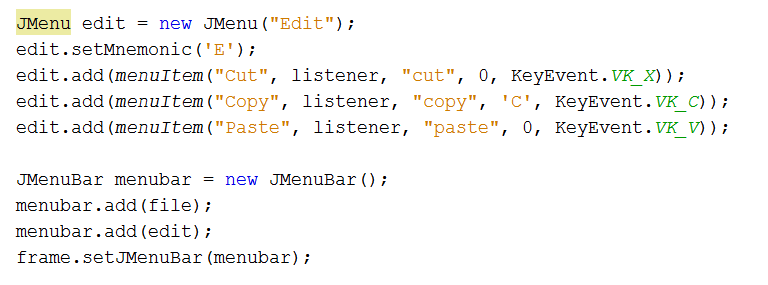 JMenu edit = new JMenu("Edit");
edit.setMnemonic('E');
edit.add(menuItem("Cut", listener, "cut", 0, KeyEvent.VK_X));
edit.add(menuItem("Copy", listener, "copy", 'C', KeyEvent.VK_C));
edit.add(menuItem("Paste", listener, "paste", 0, KeyEvent.VK_V));

JMenuBar menubar = new JMenuBar();
menubar.add(file);
menubar.add(edit);
frame.setJMenuBar(menubar);